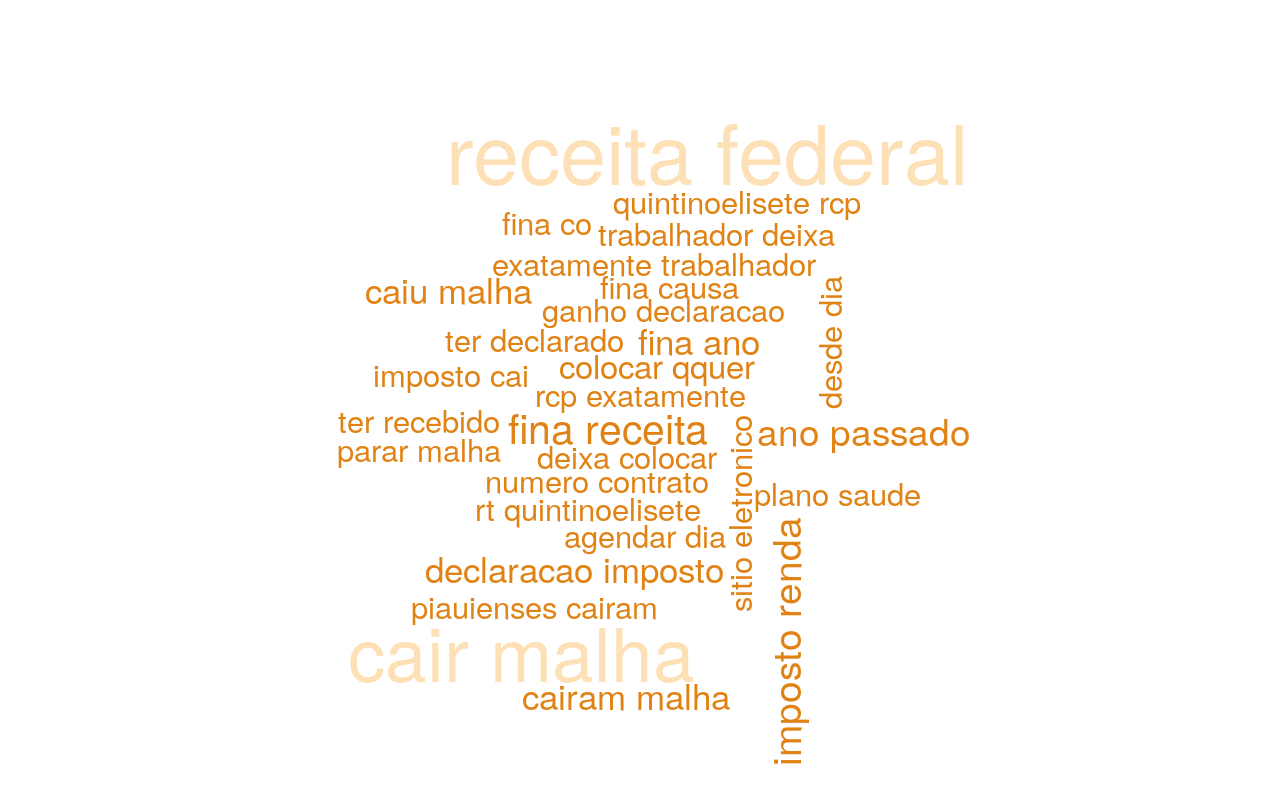 receita federal
quintinoelisete rcp
fina co
trabalhador deixa
exatamente trabalhador
caiu malha
fina causa
desde dia
ganho declaracao
ter declarado
fina ano
colocar qquer
imposto cai
rcp exatamente
ter recebido
fina receita
ano passado
parar malha
deixa colocar
sitio eletronico
numero contrato
plano saude
rt quintinoelisete
agendar dia
imposto renda
declaracao imposto
piauienses cairam
cair malha
cairam malha